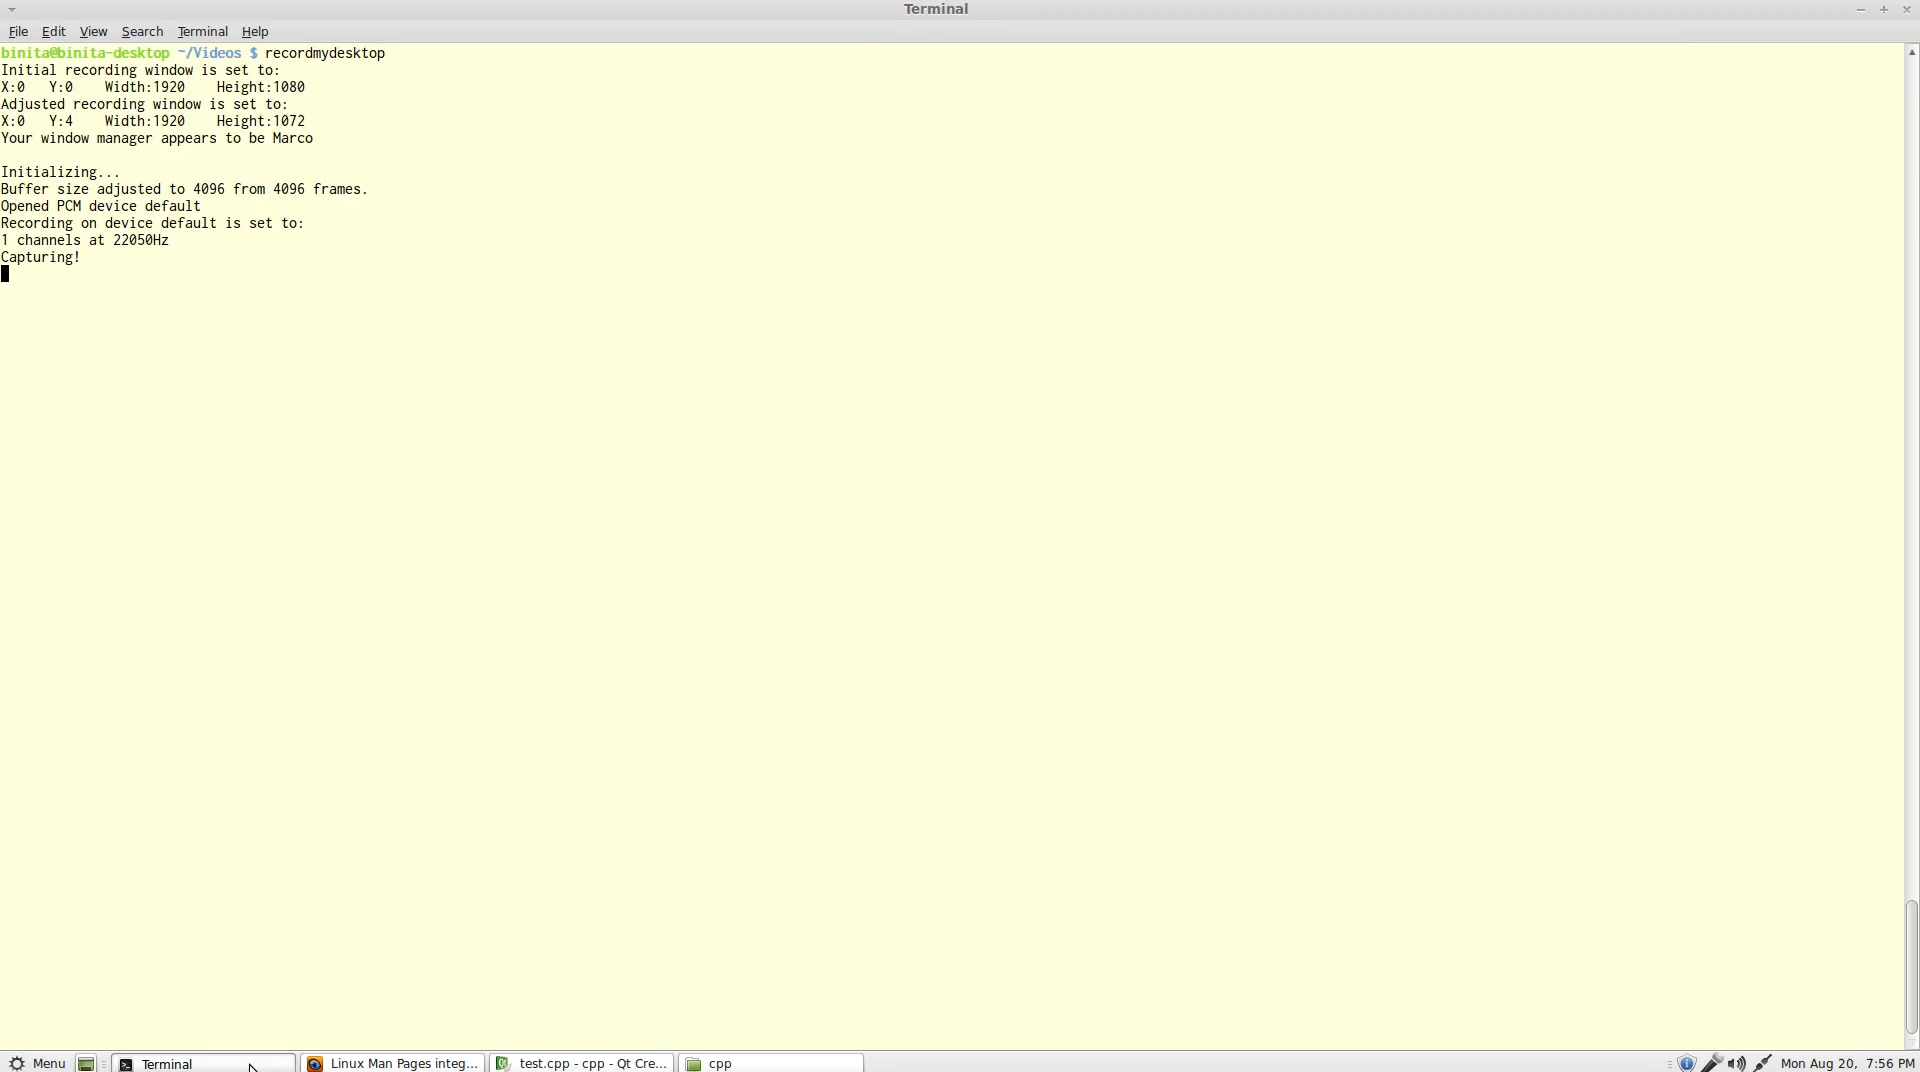 Terminal
File Edit View Search Terminal Help
binita@binita-desktop ~/Videos $ recordmydesktop
Initial recording window is set to:
X:0   Y:0    Width:1920    Height:1080
Adjusted recording window is set to:
X:0   Y:4    Width:1920    Height:1072
Your window manager appears to be Marco
Initializing...
Buffer size adjusted to 4096 from 4096 frames.
Opened PCM device default
Recording on device default is set to:
1 channels at 22050Hz
Capturing!
Menu Terminal Linux Man Pages integ... test.cpp - cpp - Qt Cre... cpp Mon Aug 20, 7:56 PM